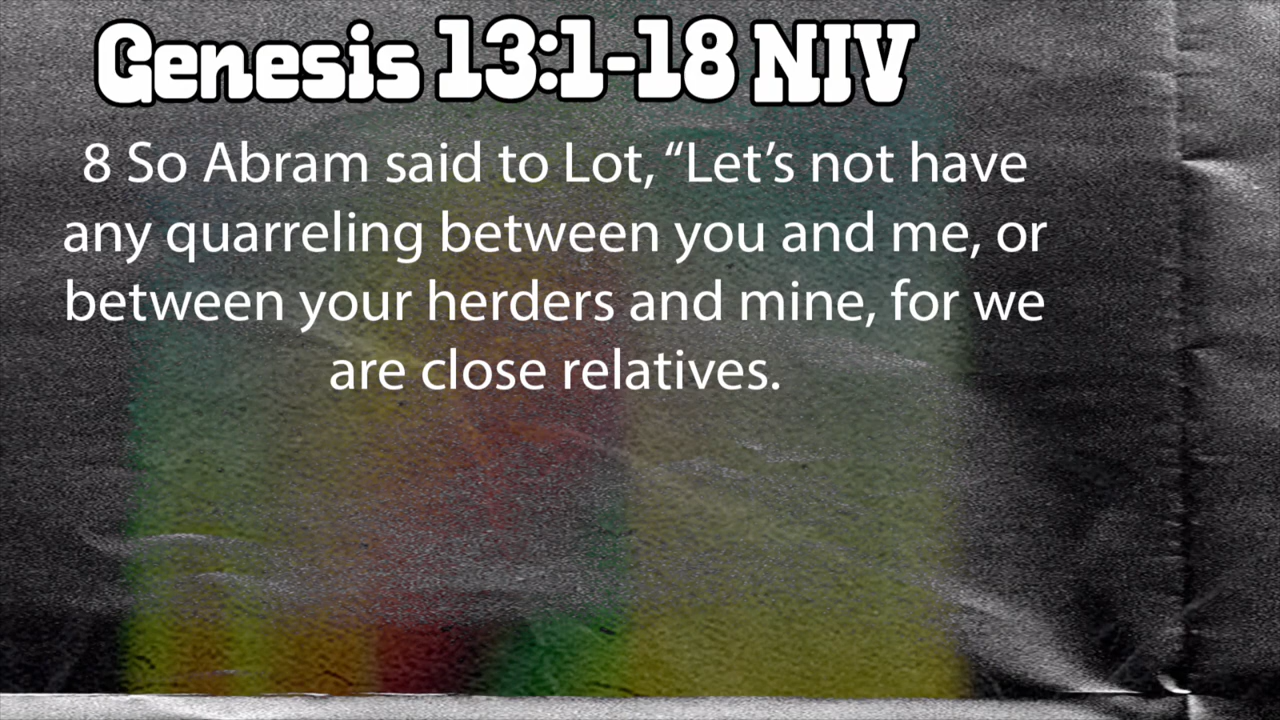 Genesis 13:1-18 NIV
8 So Abram said to Lot, “Let’s not have
any quarreling between you and me, or
between your herders and mine, for we
are close relatives.